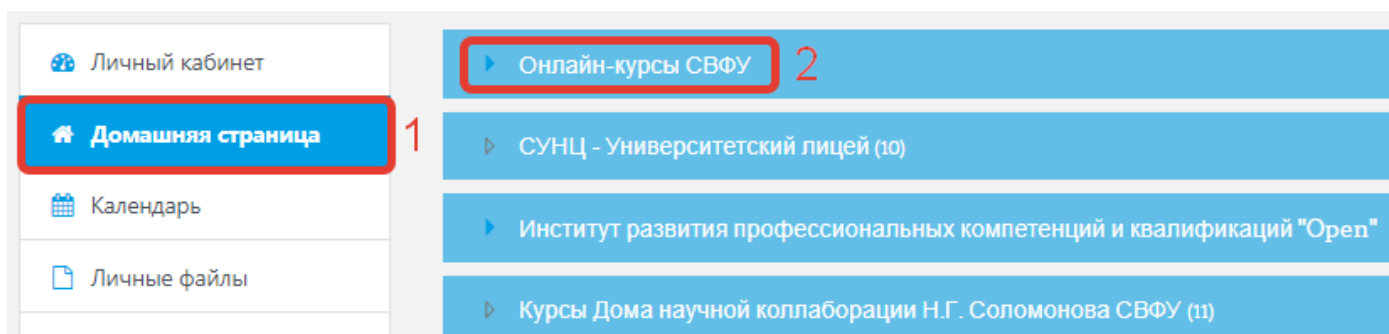 Личный кабинет
Домашняя страница
1
Календарь
Личные файлы
Онлайн-курсы СВФУ
2
СУНЦ - Университетский лицей (10)
Институт развития профессиональных компетенций и квалификаций "Open"
Курсы Дома научной коллаборации Н.Г. Соломонова СВФУ (11)